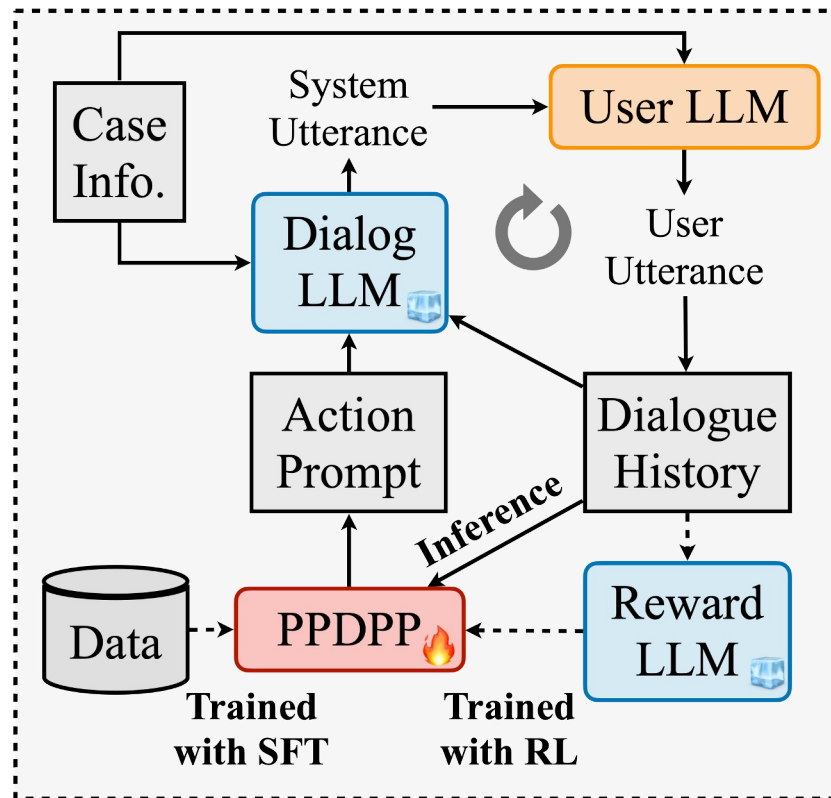 Case
Info.
System
Utterance
User LLM
Dialog
LLM
User
Utterance
Action
Prompt
Dialogue
History
Inference
Data
PPDPP
Reward
LLM
Trained
with SFT
Trained
with RL